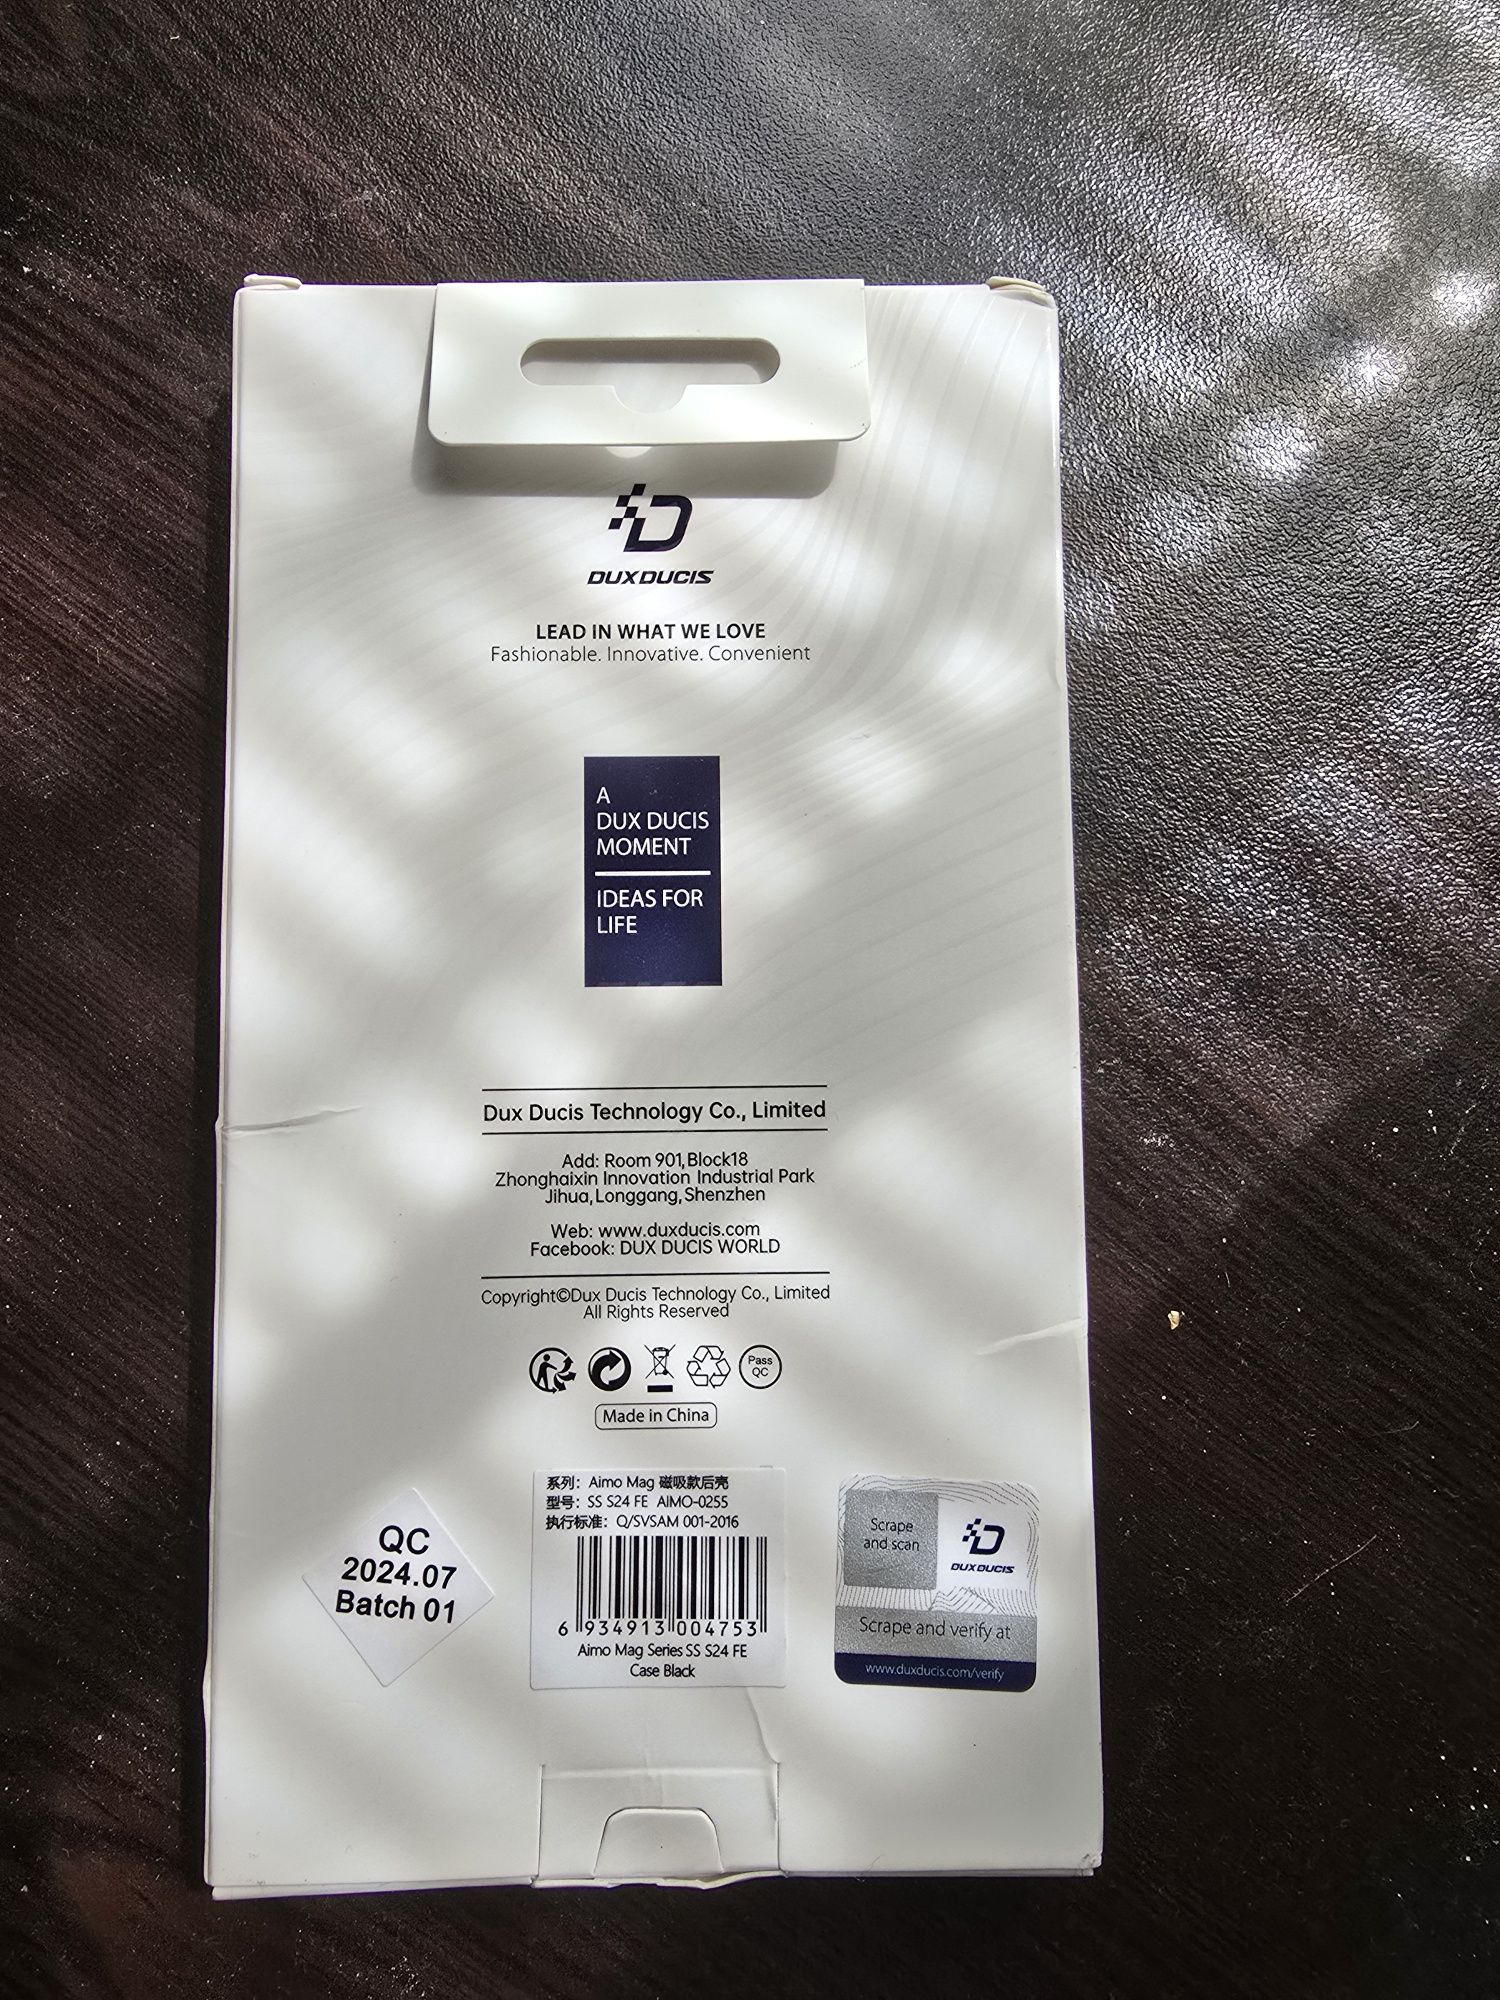 DUXDUCIS
LEAD IN WHAT WE LOVE
Fashionable. Innovative. Convenient
A
DUX DUCIS
MOMENT
IDEAS FOR
LIFE
Dux Ducis Technology Co., Limited
Add: Room 901,Block18
Zhonghaixin Innovation Industrial Park
Jihua,Longgang,Shenzhen
Web: www.duxducis.com
Facebook: DUX DUCIS WORLD
Copyright©Dux Ducis Technology Co., Limited
All Rights Reserved
Pass
QC
Made in China
QC
2024.07
Batch 01
系列：Aimo Mag 磁吸款后壳
型号：SS S24 FE AIMO-0255
执行标准：Q/SVSAM 001-2016
6 934913 004753
Aimo Mag Series SS S24 FE
Case Black
Scrape
and scan
DUXDUCIS
Scrape and verify at
www.duxducis.com/verify